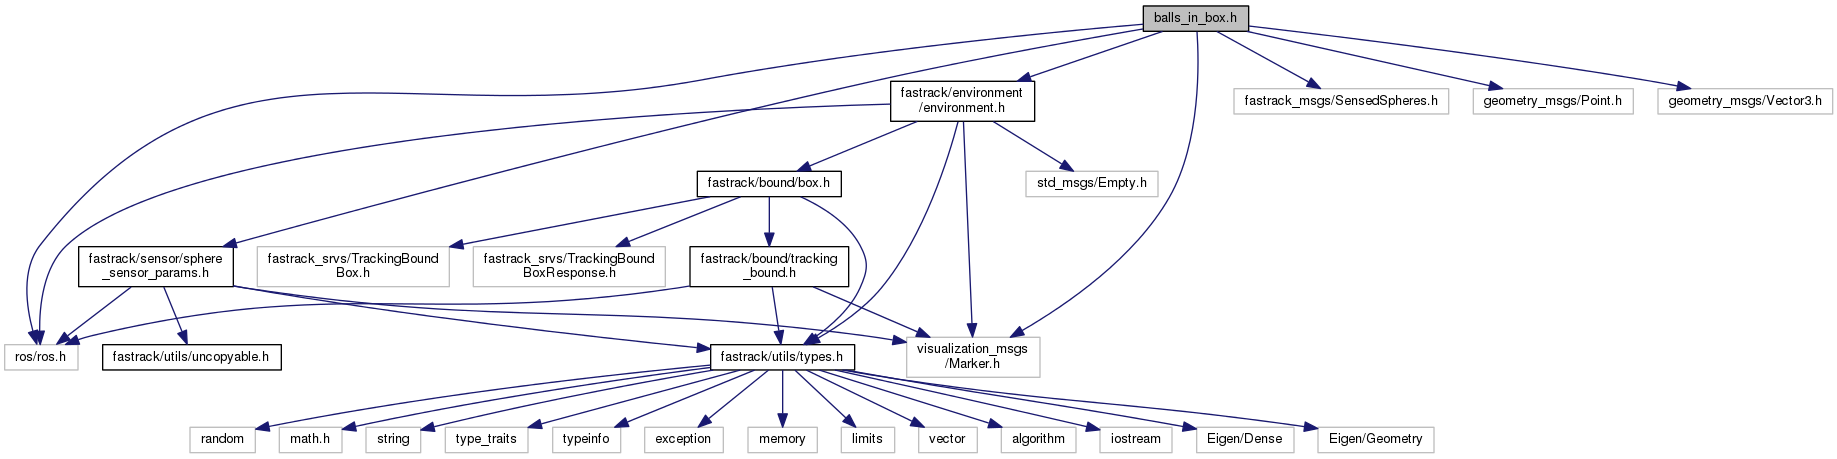 balls_in_box.h
fastrack/environment
/environment.h
fastrack_msgs/SensedSpheres.h
geometry_msgs/Point.h
geometry_msgs/Vector3.h
fastrack/bound/box.h
std_msgs/Empty.h
fastrack/sensor/sphere
_sensor_params.h
fastrack_srvs/TrackingBound
Box.h
fastrack_srvs/TrackingBound
BoxResponse.h
fastrack/bound/tracking
_bound.h
ros/ros.h
fastrack/utils/uncopyable.h
fastrack/utils/types.h
visualization_msgs
/Marker.h
random
math.h
string
type_traits
typeinfo
exception
memory
limits
vector
algorithm
iostream
Eigen/Dense
Eigen/Geometry